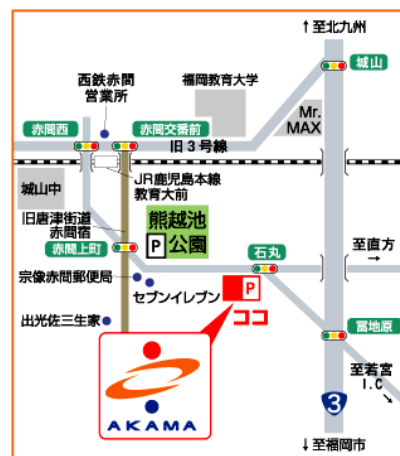 ↑至北九州
城山
西鉄赤間
営業所
福岡教育大学
Mr.
MAX
赤間西
赤間交番前
旧3号線
JR鹿児島本線
教育大前
城山中
旧唐津街道
赤間宿
熊越池
P 公園
赤間上町
石丸
至直方
→
宗像赤間郵便局
セブンイレブン
P
ココ
出光佐三生家
冨地原
至若宮
I.C
AKAMA
3
↓至福岡市